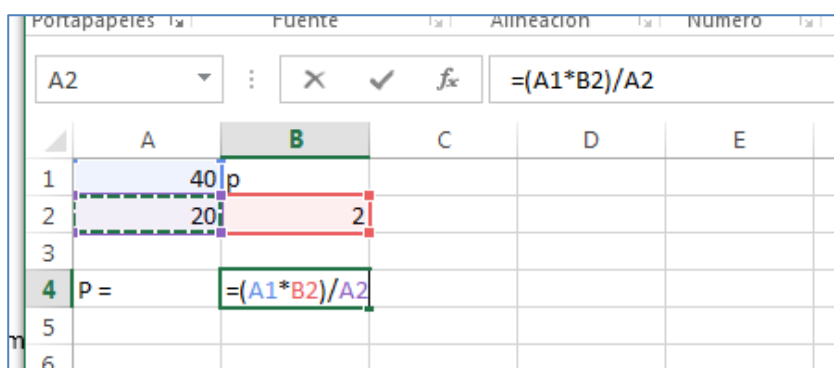 Portapapeles Fuente Alineación Número
A2 fx =(A1*B2)/A2
A B C D E
1 40 p
2 20 2
3
4 P = =(A1*B2)/A2
5
m
6